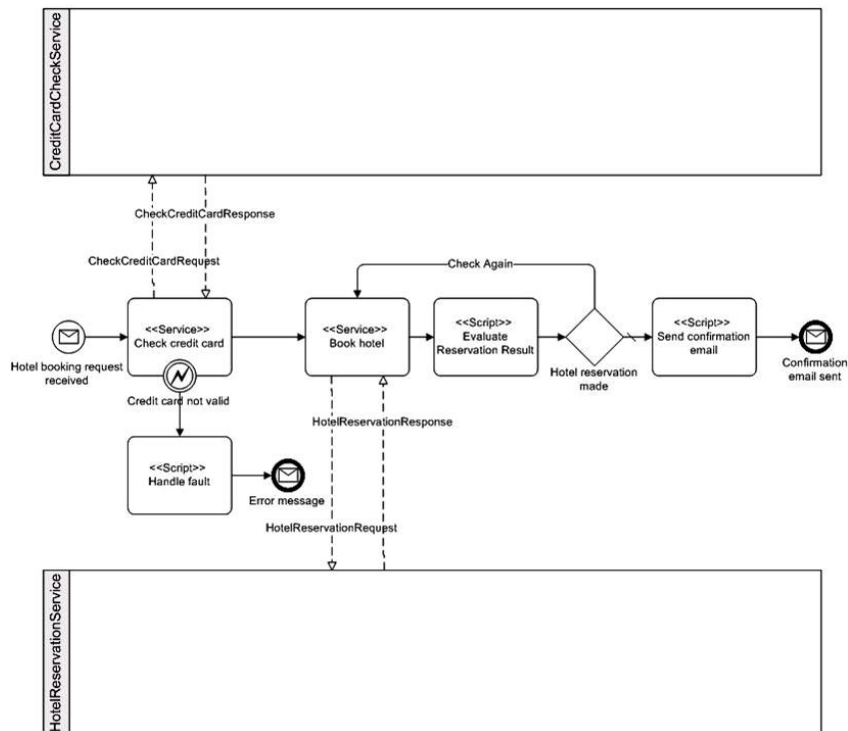 CreditCardCheckService
CheckCreditCardResponse
CheckCreditCardRequest
Check Again
<<Service>>
Check credit card
<<Service>>
Book hotel
<<Script>>
Evaluate
Reservation Result
<<Script>>
Send confirmation
email
Hotel booking request
received
Hotel reservation
made
Confirmation
email sent
Credit card not valid
HotelReservationResponse
<<Script>>
Handle fault
Error message
HotelReservationRequest
HotelReservationService